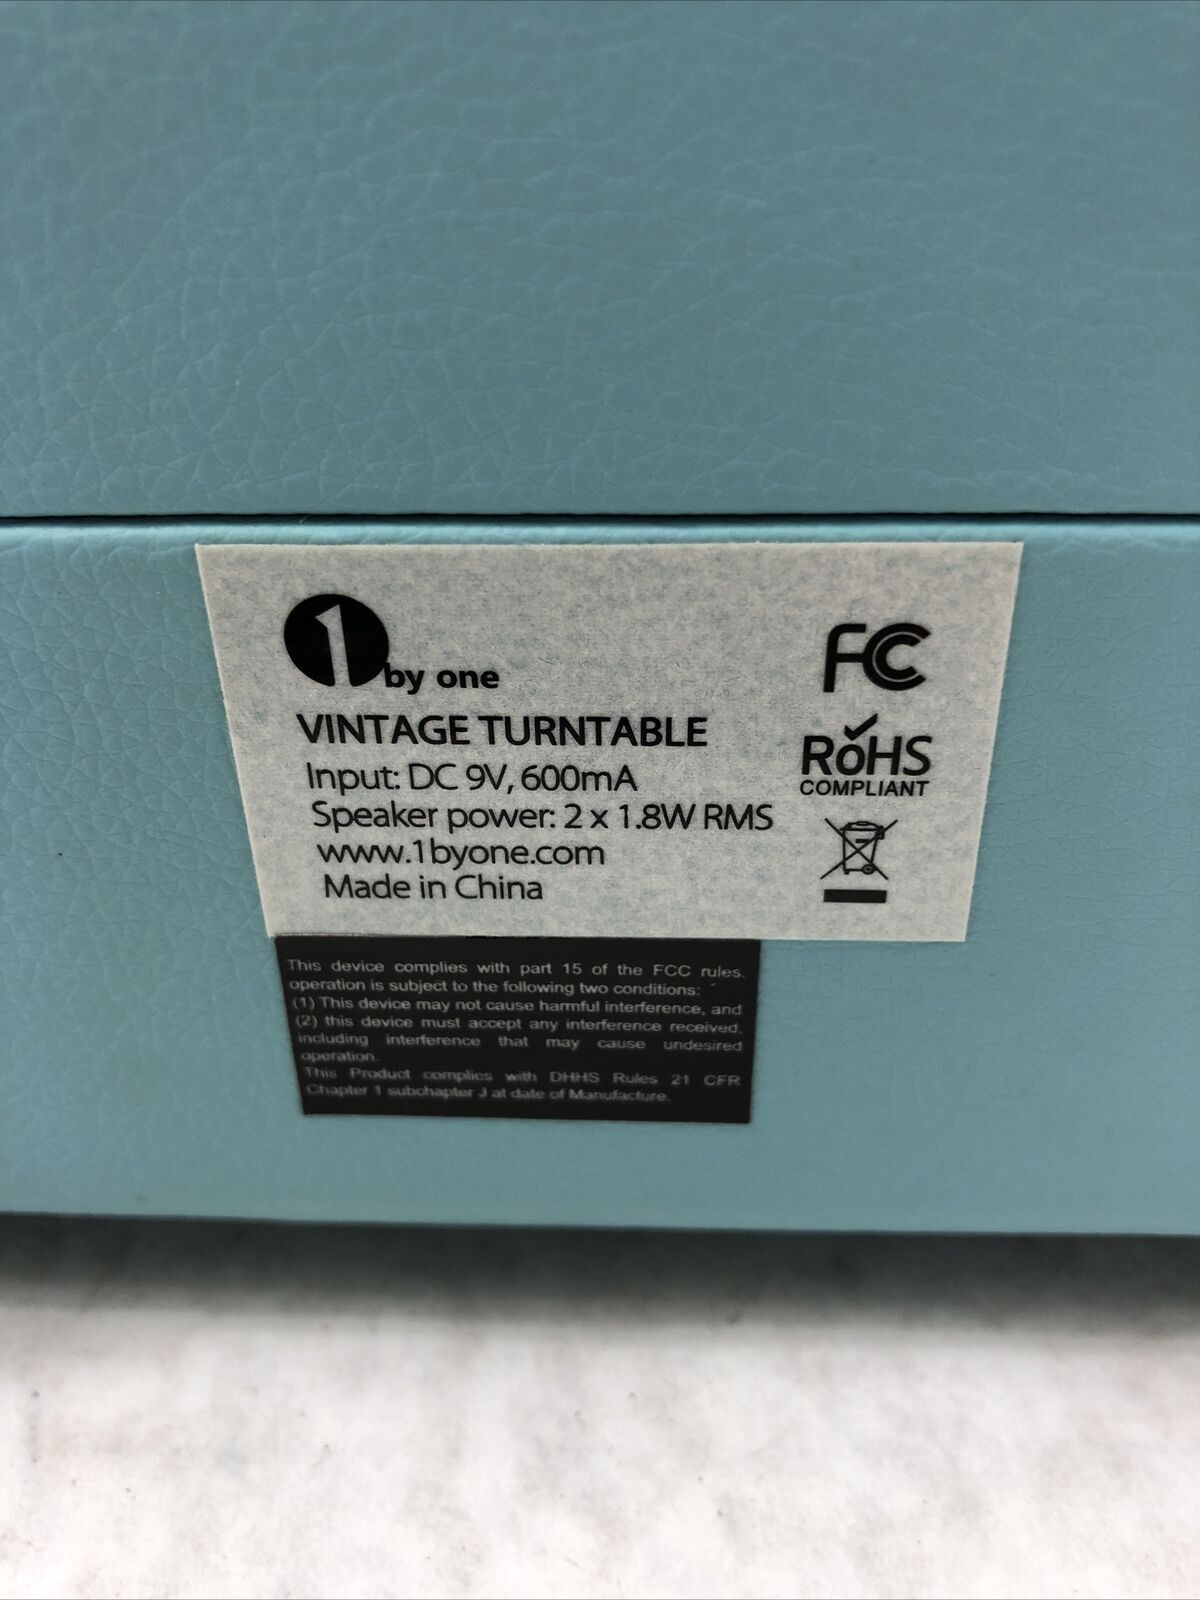 1 by one
VINTAGE TURNTABLE
Input: DC 9V, 600mA
Speaker power: 2 x 1.8W RMS
www.1byone.com
Made in China
FC
RoHS
COMPLIANT
This device complies with part 15 of the FCC rules.
operation is subject to the following two conditions:
(1) This device may not cause harmful interference, and
(2) this device must accept any interference received,
including interference that may cause undesired
operation.
This Product complies with DHHS Rules 21 CFR
Chapter 1 subchapter J at date of Manufacture.